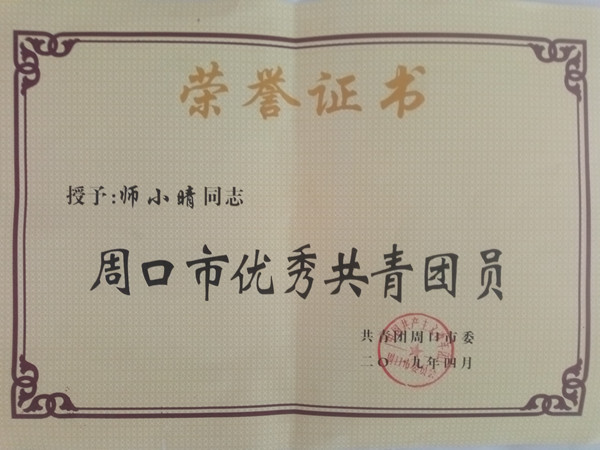 荣誉证书
授予:师小晴同志
周口市优秀共青团员
共青团周口市委
二〇一九年四月